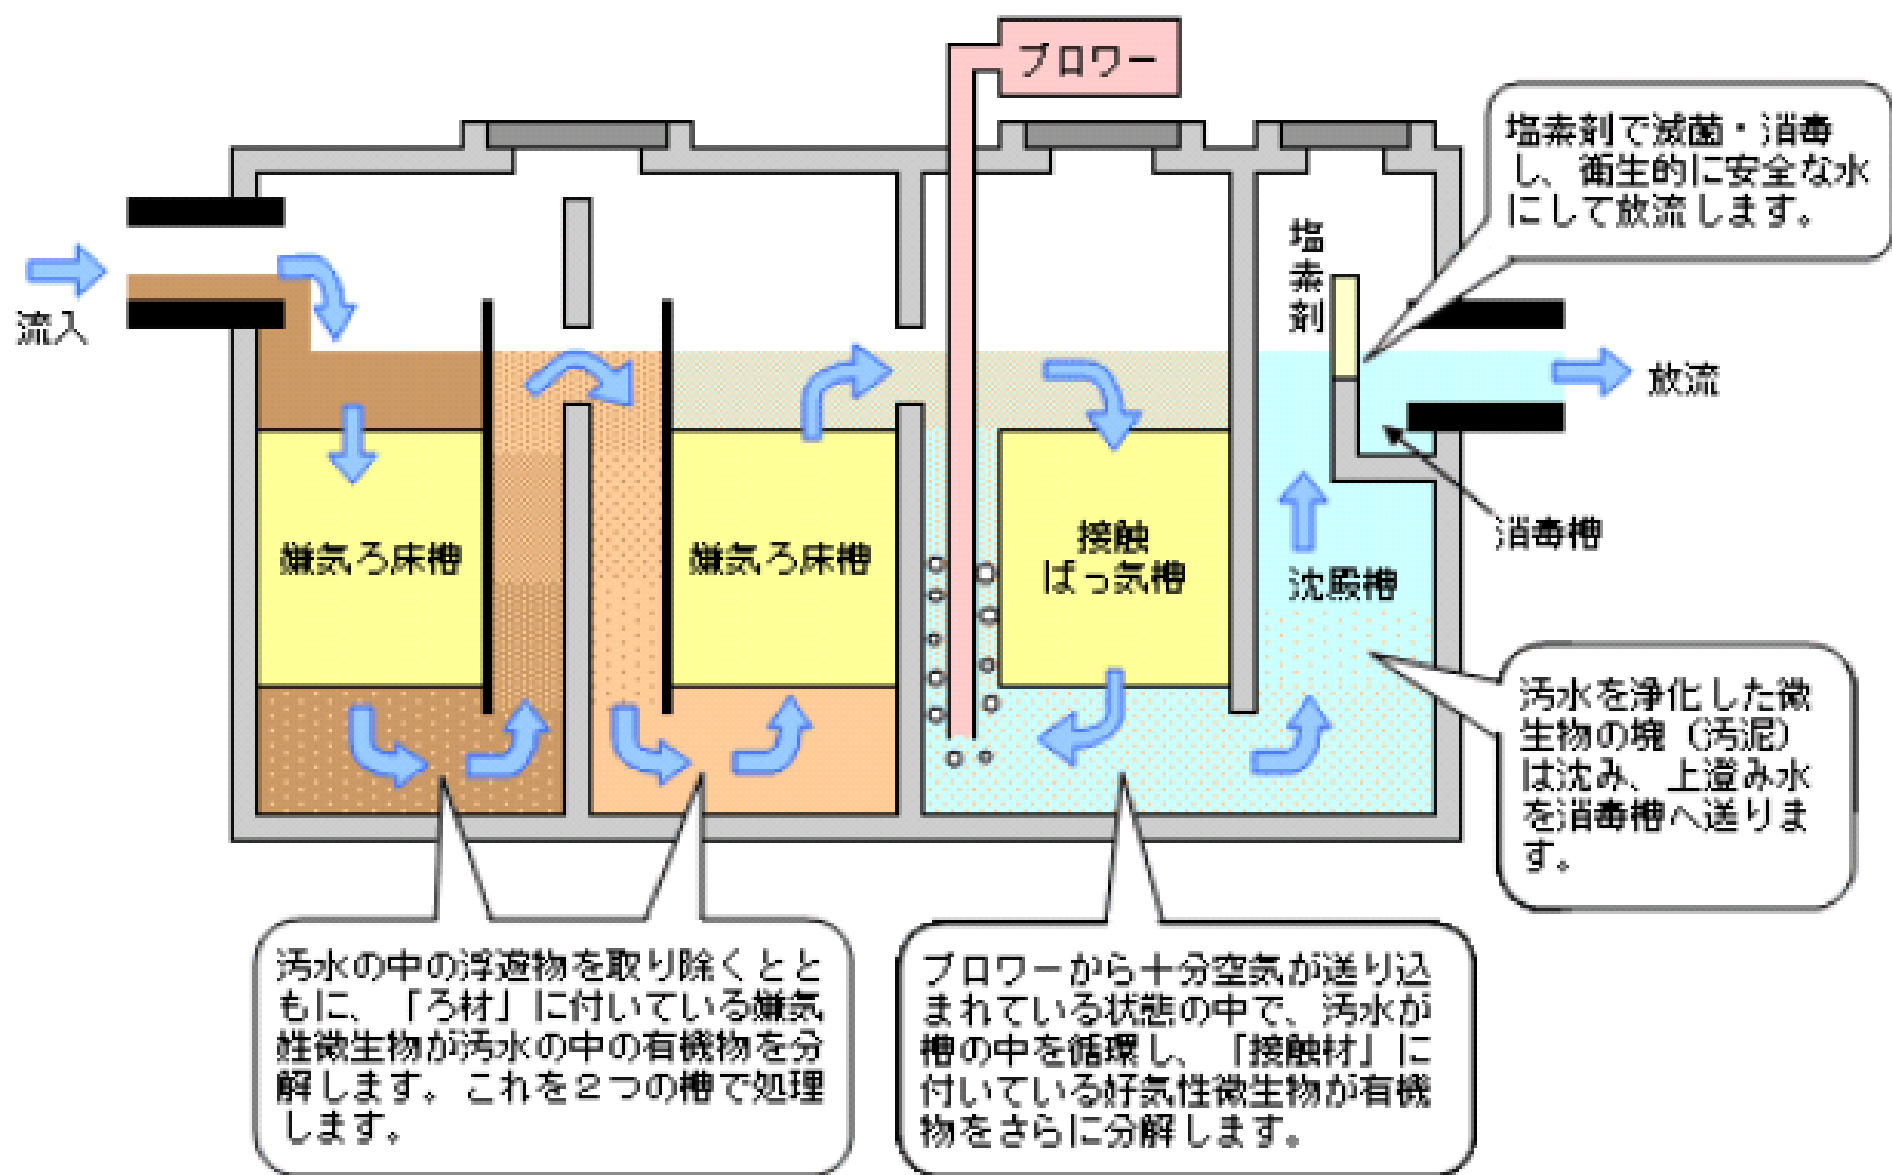 ブロワー
塩素剤で滅菌・消毒
し、衛生的に安全な水
にして放流します。
塩素剤
流入
放流
嫌気ろ床槽
嫌気ろ床槽
接触
ばっ気槽
消毒槽
沈殿槽
汚水を浄化した微
生物の塊（汚泥）
は沈み、上澄み水
を消毒槽へ送りま
す。
汚水の中の浮遊物を取り除くとと
もに、「ろ材」に付いている嫌気
性微生物が汚水の中の有機物を分
解します。これを２つの槽で処理
します。
ブロワーから十分空気が送り込
まれている状態の中で、汚水が
槽の中を循環し、「接触材」に
付いている好気性微生物が有機
物をさらに分解します。